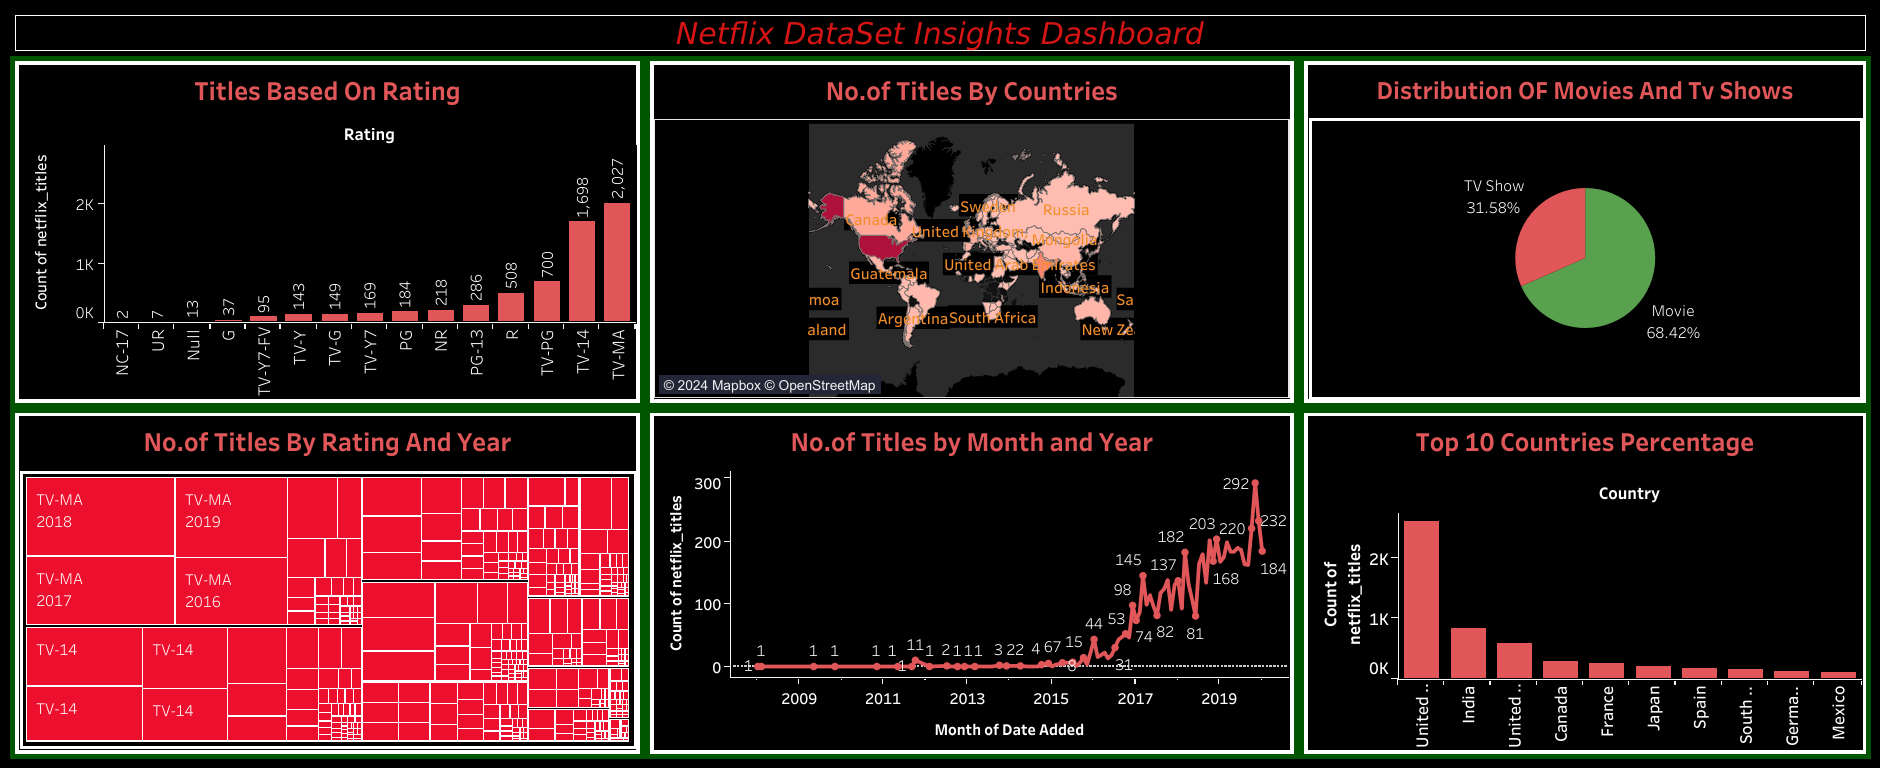 Netflix DataSet Insights Dashboard
Titles Based On Rating
Rating
Count of netflix_titles
2K
1K
0K
2
7
13
37
95
143
149
169
184
218
286
508
700
1,698
2,027
NC-17
UR
Null
G
TV-Y7-FV
TV-Y
TV-G
TV-Y7
PG
NR
PG-13
R
TV-PG
TV-14
TV-MA
No.of Titles By Countries
Sweden
Russia
Canada
United Kingdom
Mongolia
United Arab Emirates
Guatemala
Indonesia
moa
Sa
Argentina
South Africa
aland
New Ze
© 2024 Mapbox © OpenStreetMap
Distribution OF Movies And Tv Shows
TV Show
31.58%
Movie
68.42%
No.of Titles By Rating And Year
TV-MA
2018
TV-MA
2019
TV-MA
2017
TV-MA
2016
TV-14
TV-14
TV-14
TV-14
No.of Titles by Month and Year
Count of netflix_titles
300
200
100
0
1
1
1
1
1
1
1
11
1
2
1
1
1
3
2
2
4
6
7
15
8
44
31
53
98
74
145
82
137
182
81
203
168
220
292
232
184
2009
2011
2013
2015
2017
2019
Month of Date Added
Top 10 Countries Percentage
Country
Count of
netflix_titles
2K
1K
0K
United ..
India
United ..
Canada
France
Japan
Spain
South ..
Germa..
Mexico